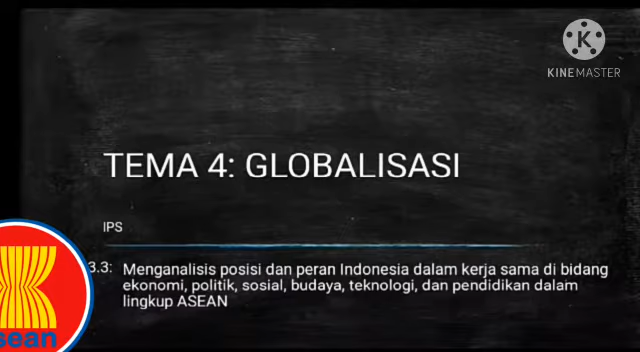 KINEMASTER
TEMA 4: GLOBALISASI
IPS
3.3: Menganalisis posisi dan peran Indonesia dalam kerja sama di bidang
ekonomi, politik, sosial, budaya, teknologi, dan pendidikan dalam
lingkup ASEAN
asean